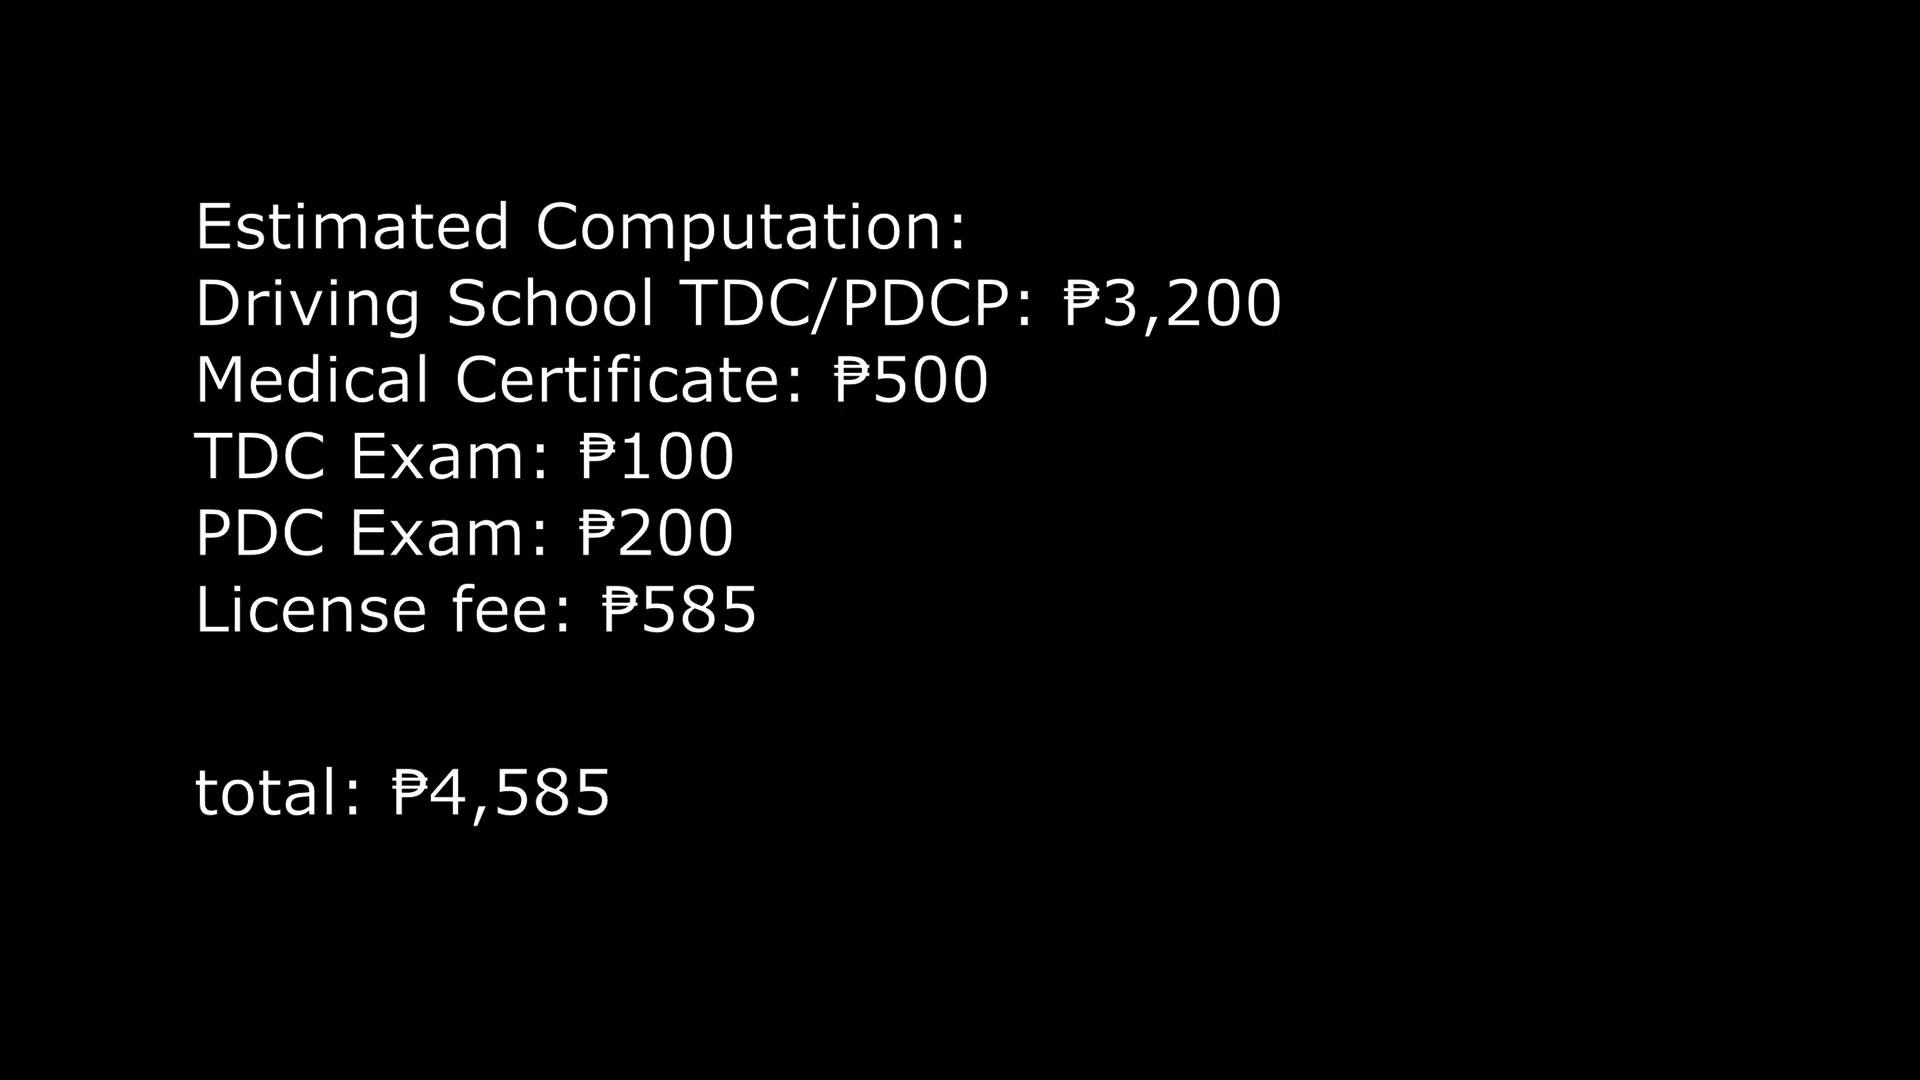 Estimated Computation:
Driving School TDC/PDCP: ₱3,200
Medical Certificate: ₱500
TDC Exam: ₱100
PDC Exam: ₱200
License fee: ₱585
total: ₱4,585